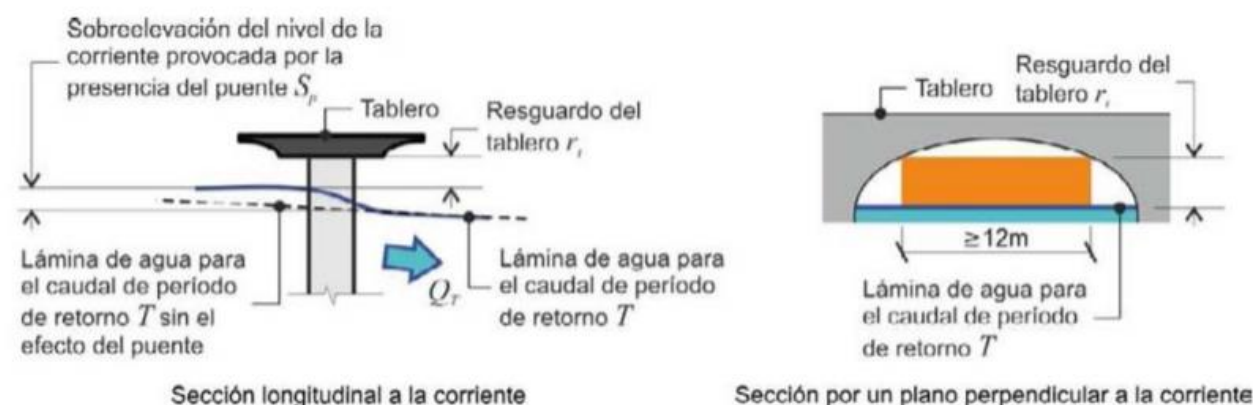 Sobreelevación del nivel de la
corriente provocada por la
presencia del puente Sₚ
Tablero
Resguardo del
tablero rₜ
Lámina de agua para
el caudal de período
de retorno T sin el
efecto del puente
Q_T
Lámina de agua para
el caudal de período
de retorno T
Sección longitudinal a la corriente
Tablero
Resguardo del
tablero rₜ
≥12m
Lámina de agua para
el caudal de período
de retorno T
Sección por un plano perpendicular a la corriente